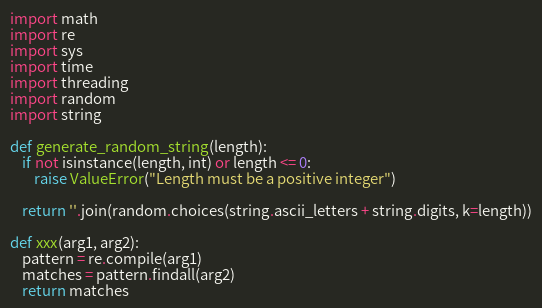 import math
import re
import sys
import time
import threading
import random
import string

def generate_random_string(length):
    if not isinstance(length, int) or length <= 0:
        raise ValueError("Length must be a positive integer")

    return ''.join(random.choices(string.ascii_letters + string.digits, k=length))

def xxx(arg1, arg2):
    pattern = re.compile(arg1)
    matches = pattern.findall(arg2)
    return matches